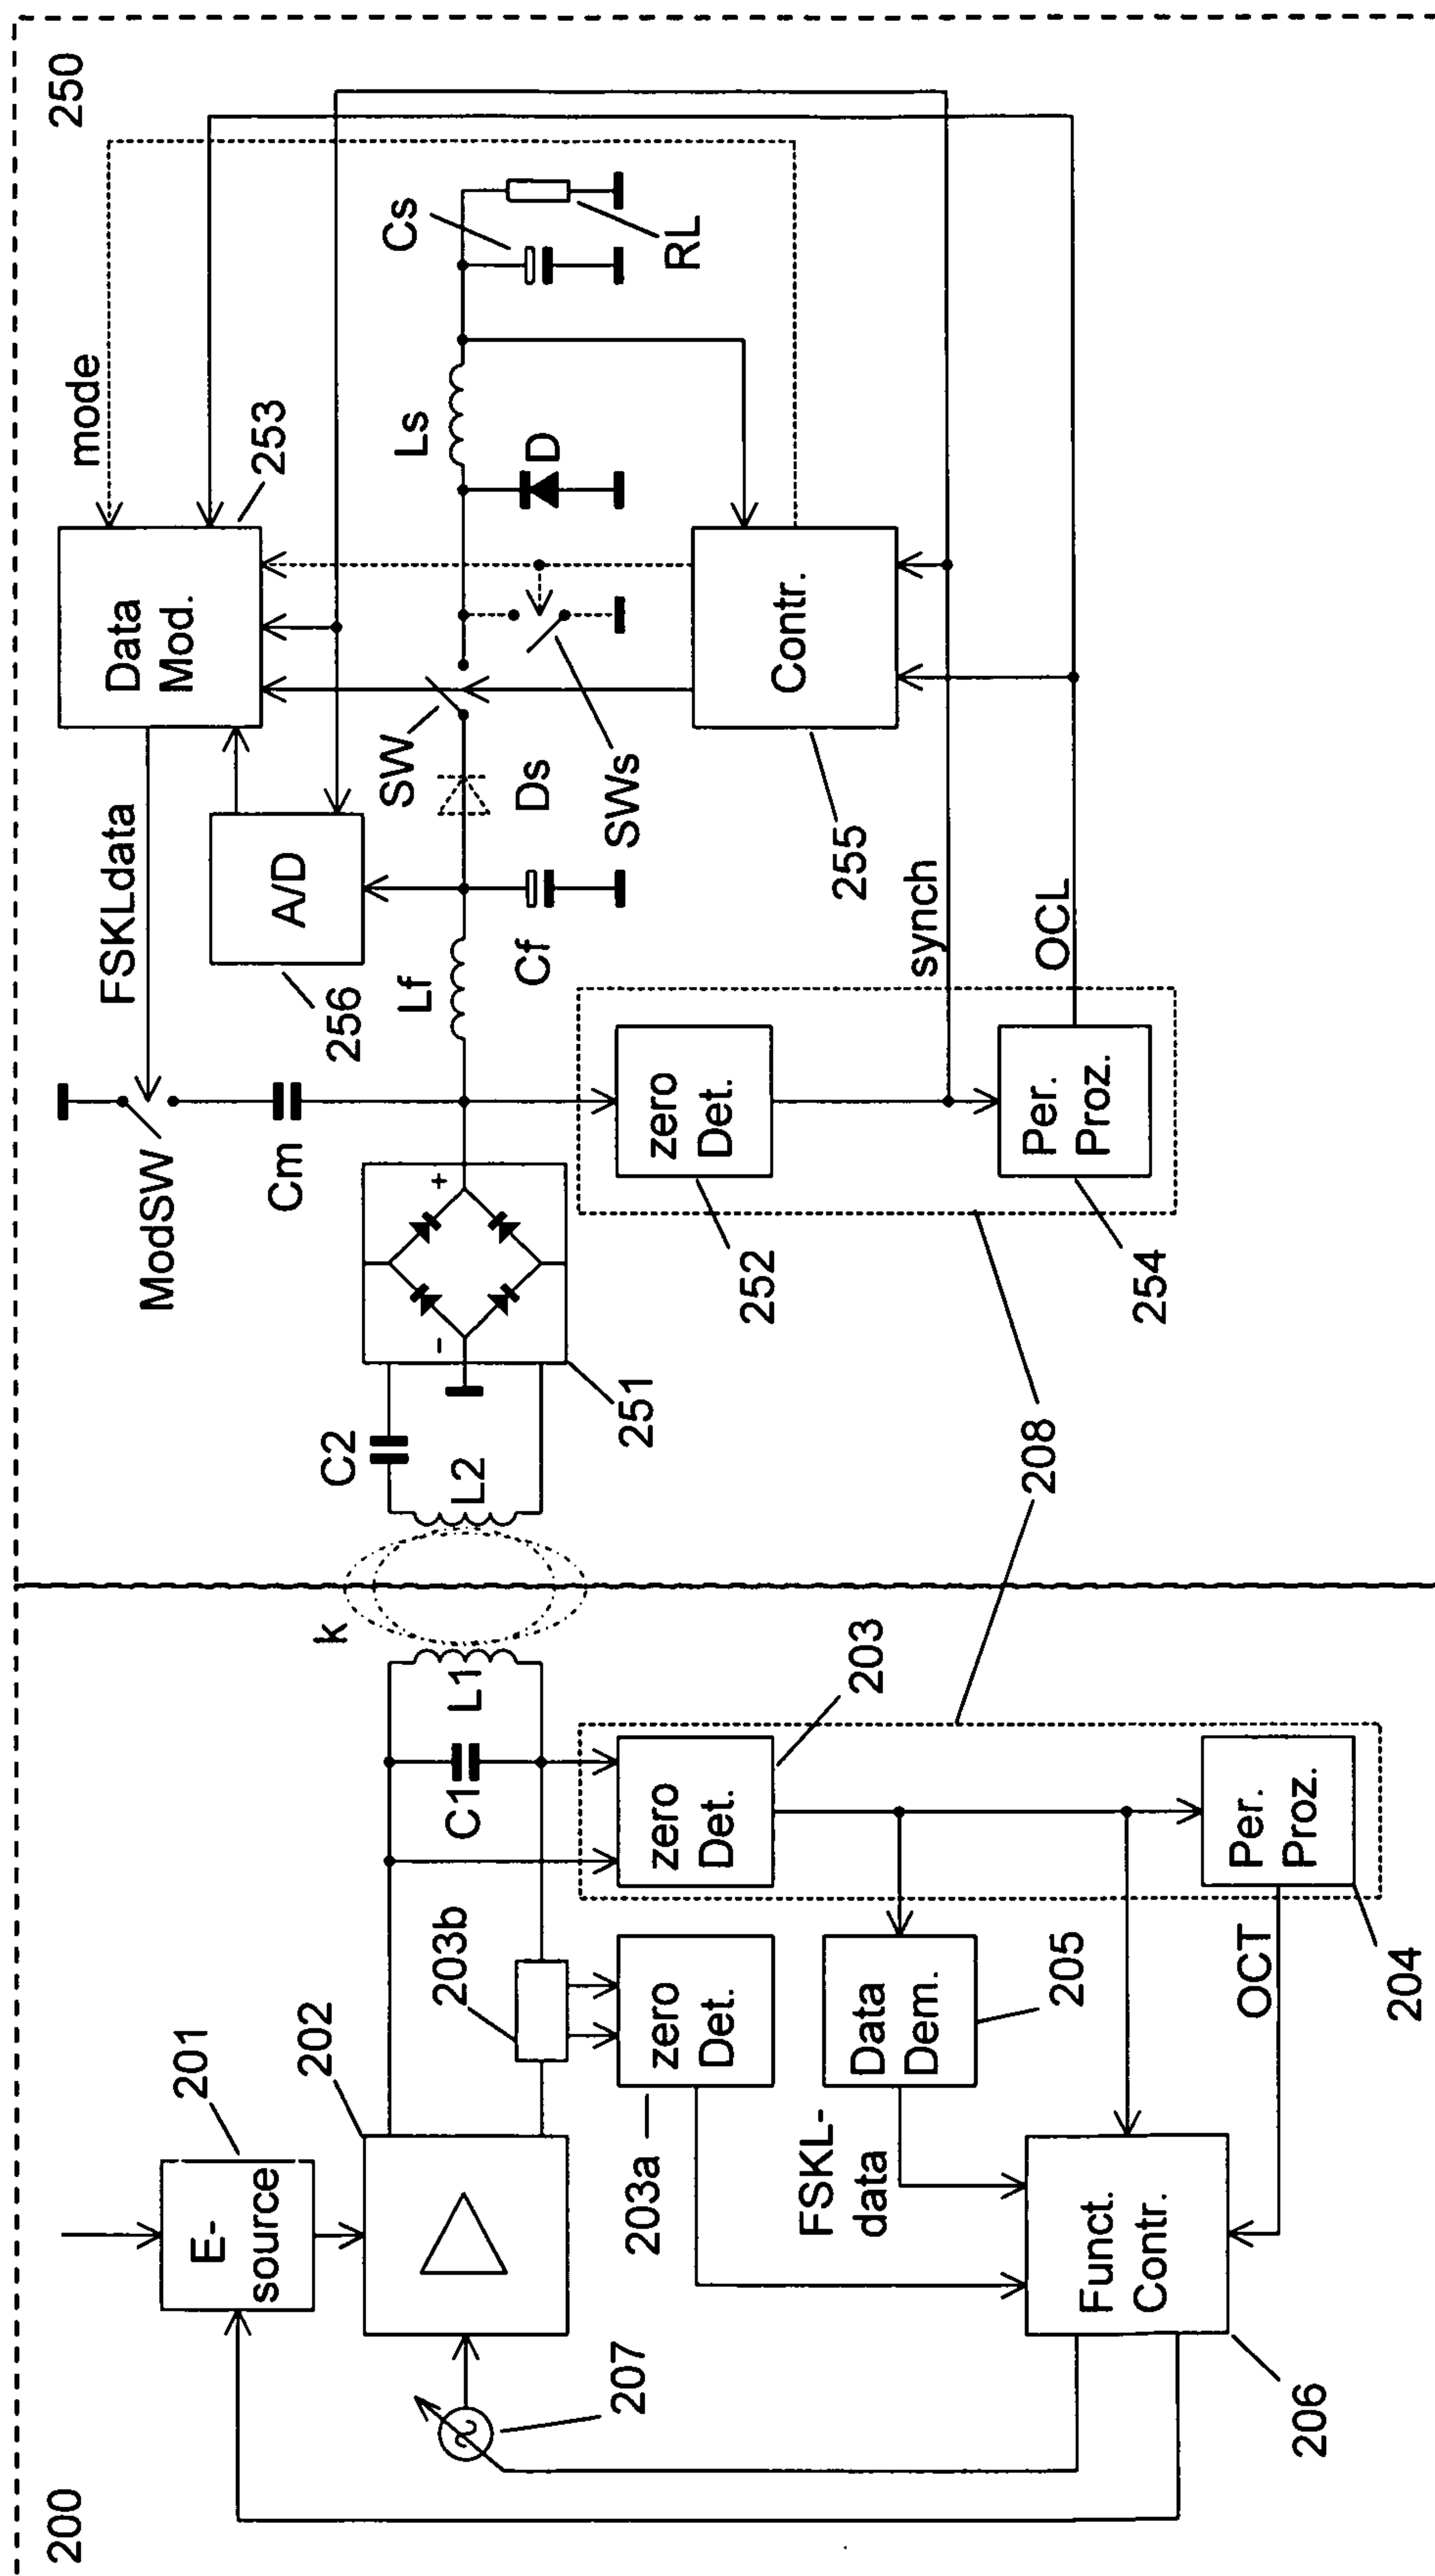 200
E-
source
201
202
207
203b
203a
zero
Det.
C1
L1
k
zero
Det.
203
Data
Dem.
205
FSKL-
data
Funct.
Contr.
206
OCT
Per.
Proz.
204
208
250
C2
L2
251
+
-
ModSW
Cm
FSKLdata
A/D
256
Lf
Cf
Ds
SW
SWs
Data
Mod.
253
mode
D
Ls
Cs
RL
Contr.
255
zero
Det.
252
synch
OCL
Per.
Proz.
254